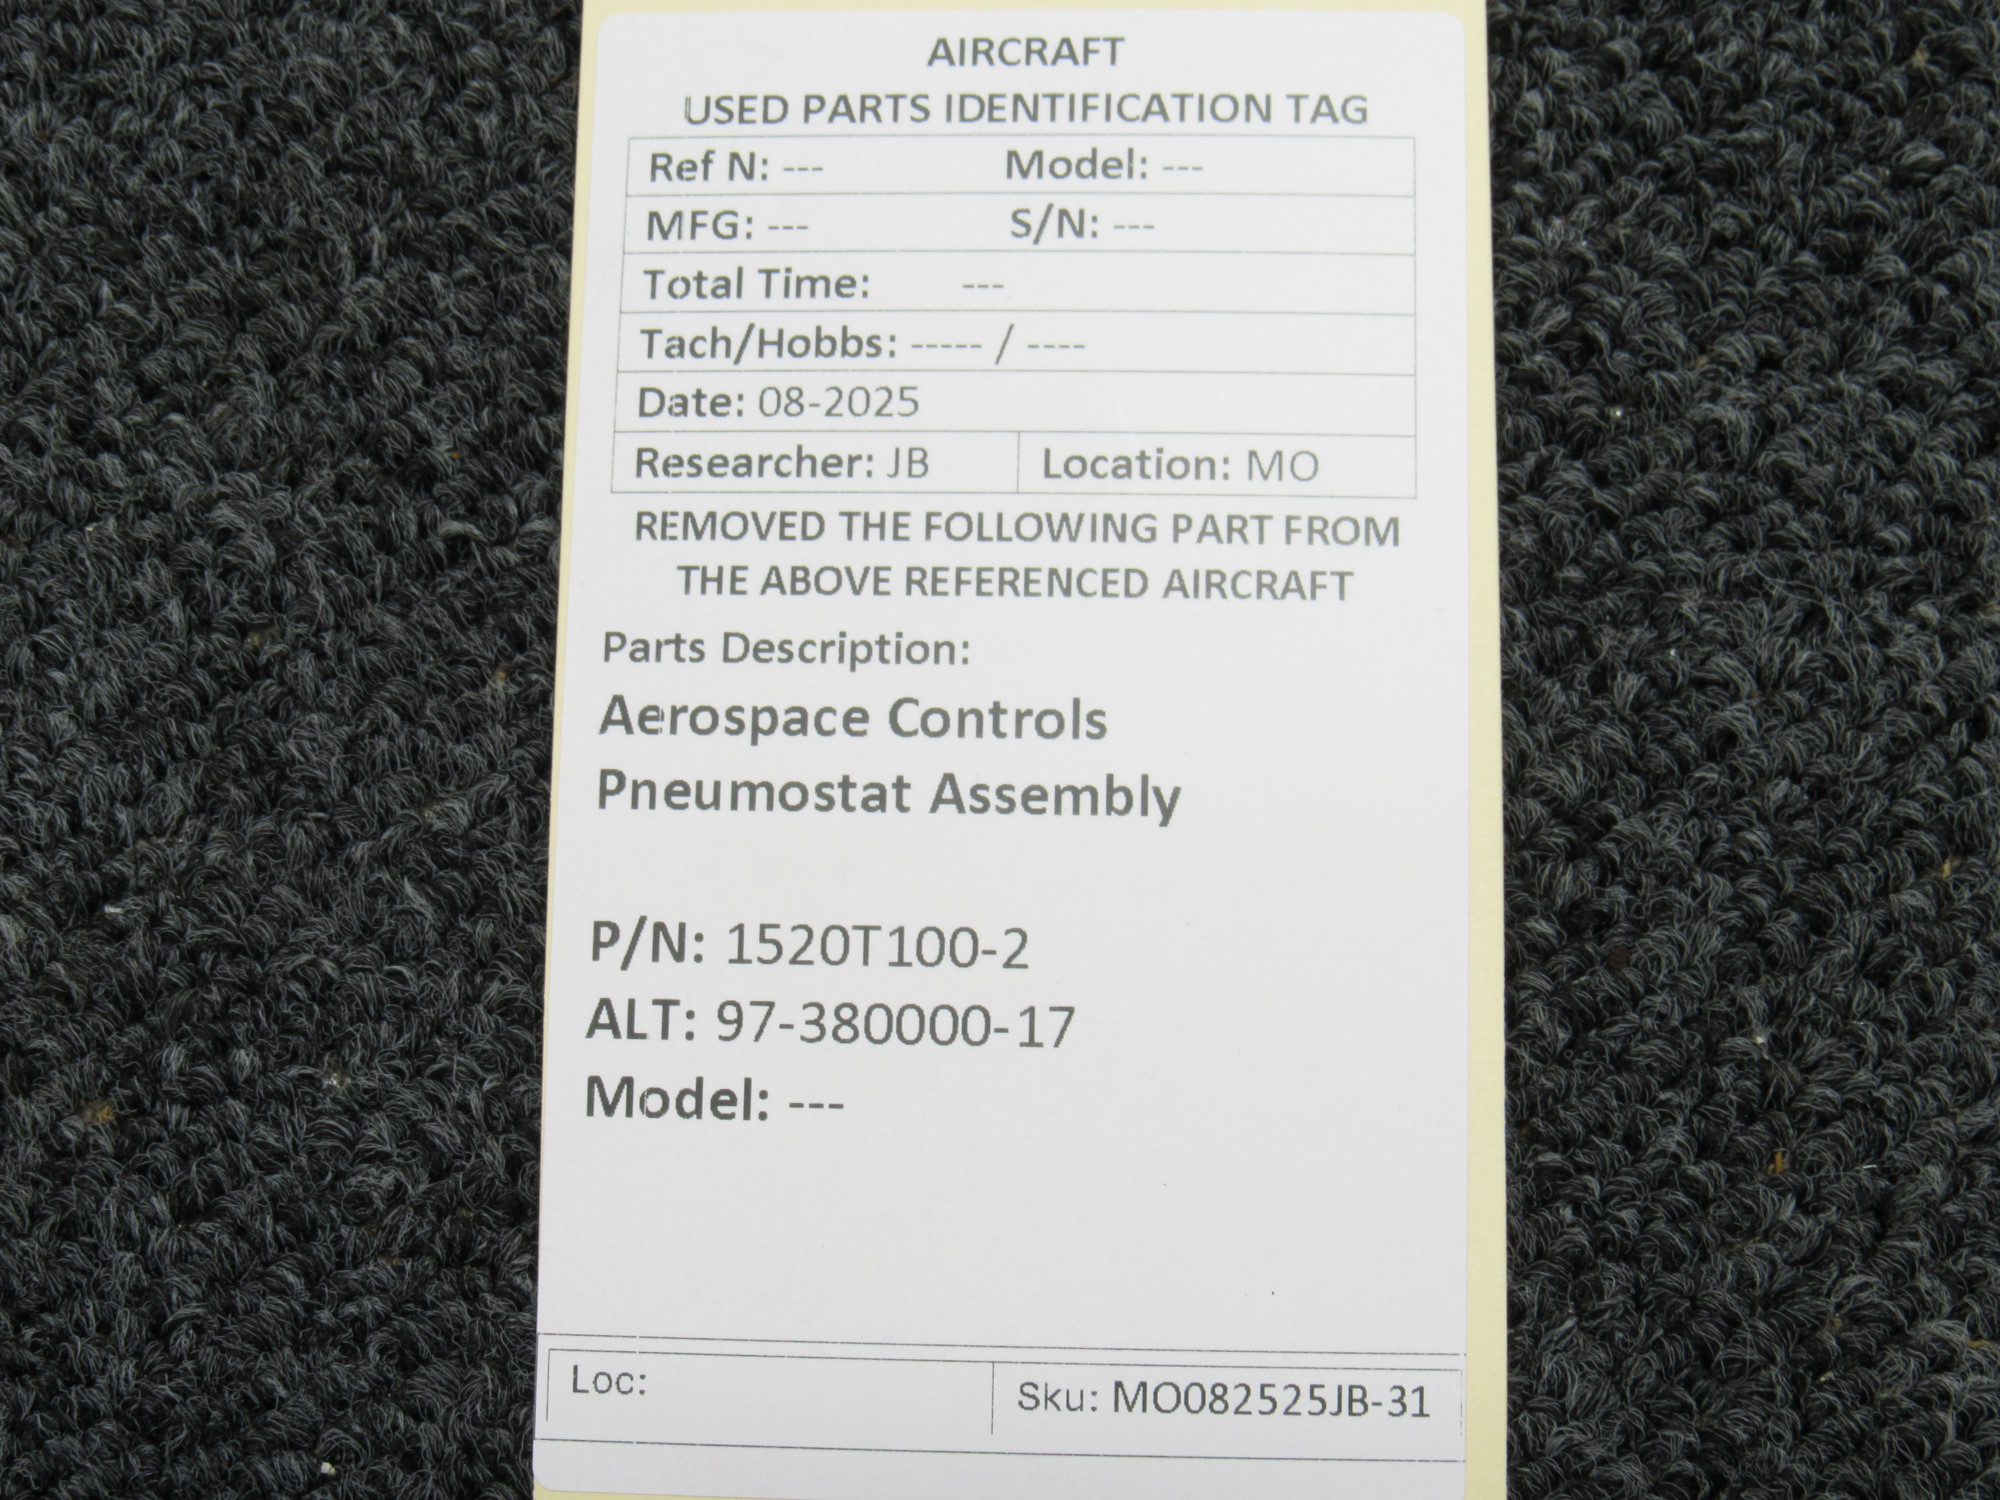 AIRCRAFT
USED PARTS IDENTIFICATION TAG
Ref N: --- Model: ---
MFG: --- S/N: ---
Total Time: ---
Tach/Hobbs: ----- / ----
Date: 08-2025
Researcher: JB Location: MO
REMOVED THE FOLLOWING PART FROM
THE ABOVE REFERENCED AIRCRAFT
Parts Description:
Aerospace Controls
Pneumostat Assembly
P/N: 1520T100-2
ALT: 97-380000-17
Model: ---
Loc: Sku: MO082525JB-31